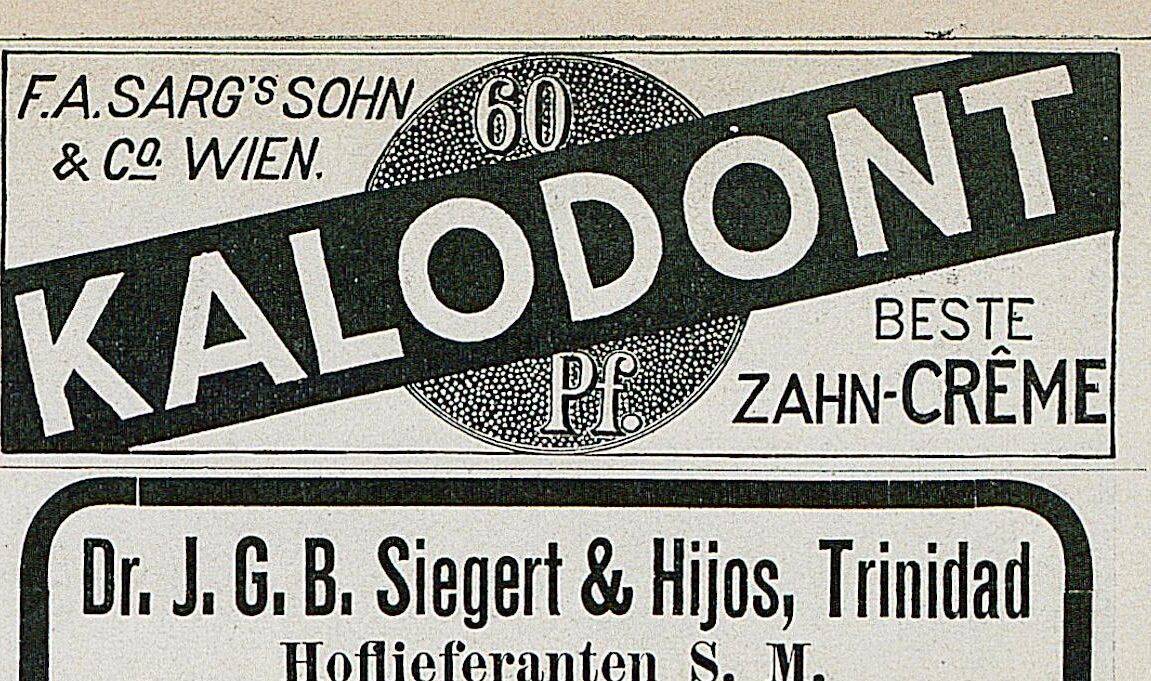 F.A. SARG'S SOHN
& Co. WIEN.
60
KALODONT
Pf.
BESTE
ZAHN-CRÊME
Dr. J. G. B. Siegert & Hijos, Trinidad
Hoflieferanten S. M.